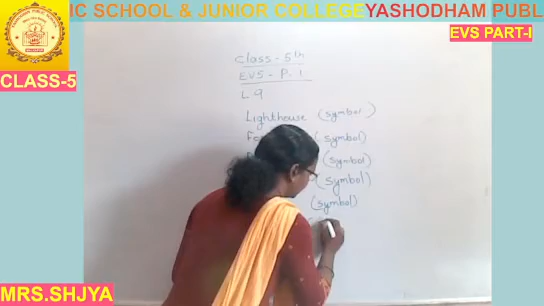 IC SCHOOL & JUNIOR COLLEGE YASHODHAM PUBL
EVS PART-I
CLASS-5
Class - 5th
EVS - P. 1
L 9
Lighthouse (symbol)
(symbol)
(symbol)
(symbol)
(symbol)
MRS.SHJYA